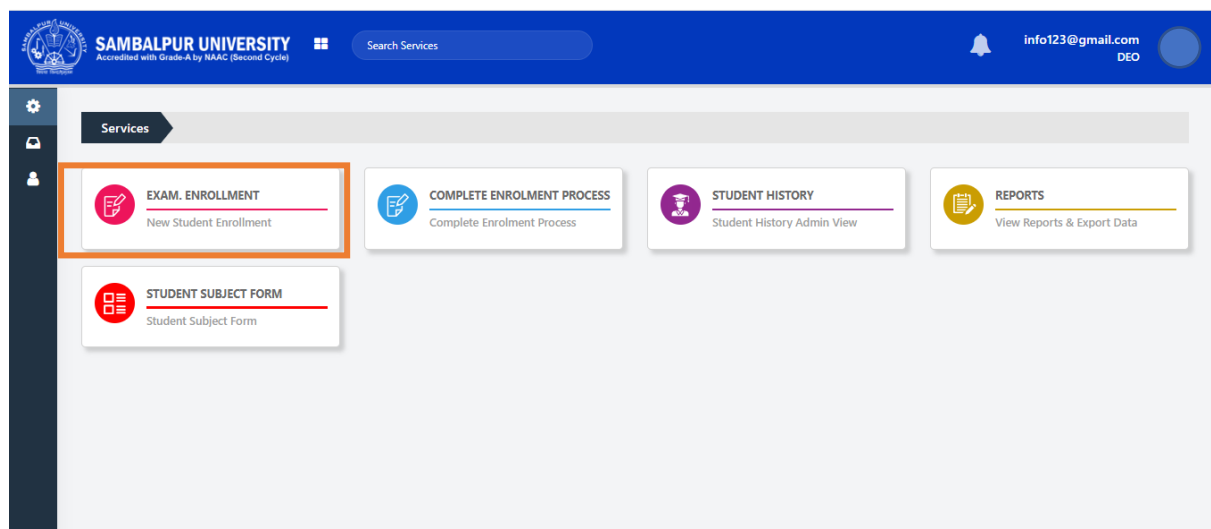 SAMBALPUR UNIVERSITY
Accredited with Grade-A by NAAC (Second Cycle)
Search Services
info123@gmail.com
DEO
Services
EXAM. ENROLLMENT
New Student Enrollment
COMPLETE ENROLMENT PROCESS
Complete Enrolment Process
STUDENT HISTORY
Student History Admin View
REPORTS
View Reports & Export Data
STUDENT SUBJECT FORM
Student Subject Form